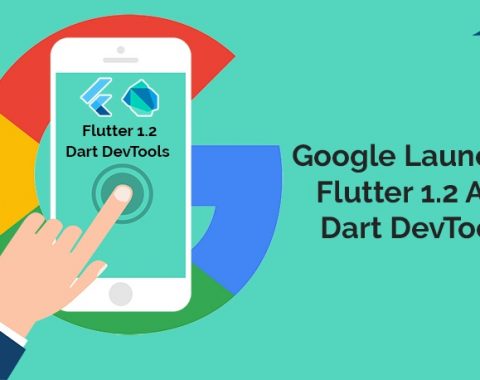 Flutter 1.2
Dart DevTools
Google Launc
Flutter 1.2 A
Dart DevToo